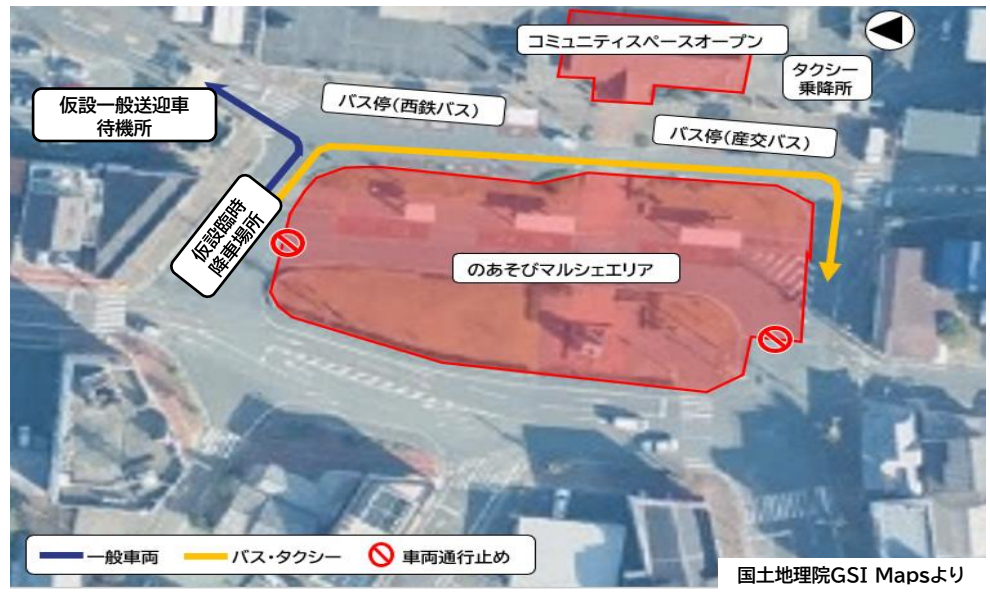 コミュニティスペースオープン
タクシー
乗降所
仮設一般送迎車
待機所
バス停(西鉄バス)
バス停(産交バス)
仮設臨時
降車場所
のあそびマルシェエリア
一般車両
バス・タクシー
車両通行止め
国土地理院GSI Mapsより